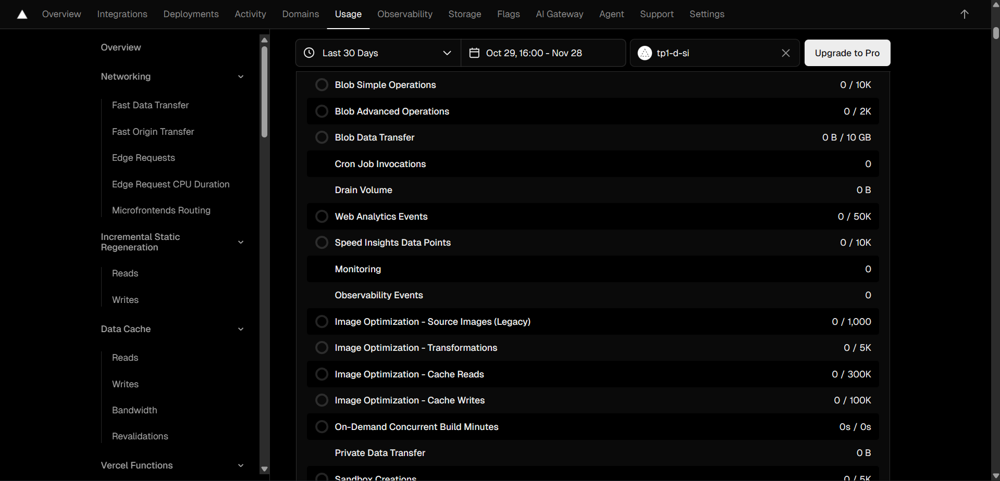 Overview
Integrations
Deployments
Activity
Domains
Usage
Observability
Storage
Flags
AI Gateway
Agent
Support
Settings
Overview
Networking
Fast Data Transfer
Fast Origin Transfer
Edge Requests
Edge Request CPU Duration
Microfrontends Routing
Incremental Static
Regeneration
Reads
Writes
Data Cache
Reads
Writes
Bandwidth
Revalidations
Vercel Functions
Last 30 Days
Oct 29, 16:00 - Nov 28
tp1-d-si
Upgrade to Pro
Blob Simple Operations 0 / 10K
Blob Advanced Operations 0 / 2K
Blob Data Transfer 0 B / 10 GB
Cron Job Invocations 0
Drain Volume 0 B
Web Analytics Events 0 / 50K
Speed Insights Data Points 0 / 10K
Monitoring 0
Observability Events 0
Image Optimization - Source Images (Legacy) 0 / 1,000
Image Optimization - Transformations 0 / 5K
Image Optimization - Cache Reads 0 / 300K
Image Optimization - Cache Writes 0 / 100K
On-Demand Concurrent Build Minutes 0s / 0s
Private Data Transfer 0 B
Sandbox Creations 0 / 5K